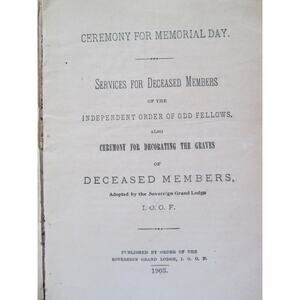 CEREMONY FOR MEMORIAL DAY.
SERVICES FOR DECEASED MEMBERS
OF THE
INDEPENDENT ORDER OF ODD FELLOWS,
ALSO
CEREMONY FOR DECORATING THE GRAVES
OF
DECEASED MEMBERS,
Adopted by the Sovereign Grand Lodge
I. O. O. F.
PUBLISHED BY ORDER OF THE
SOVEREIGN GRAND LODGE, I. O. O. F.
1903.